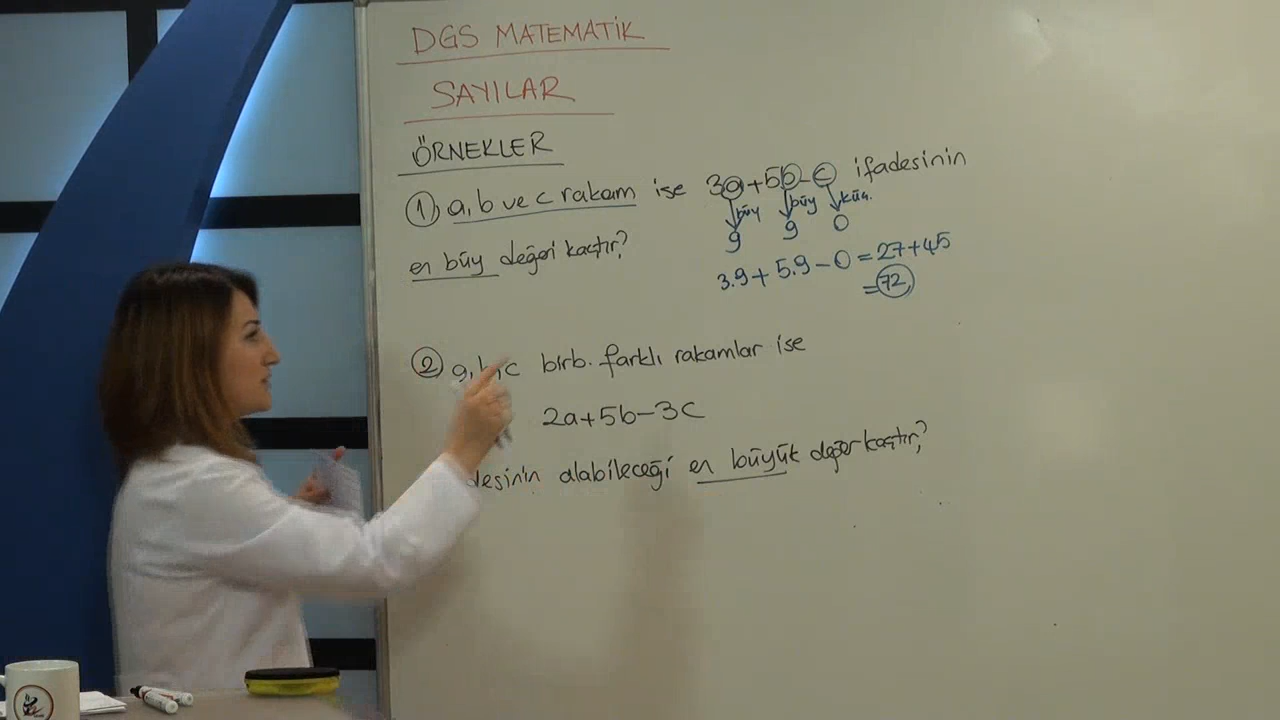 DGS MATEMATİK
SAYILAR
ÖRNEKLER
① a, b ve c rakam ise 3a+5b-c ifadesinin
büy büy küç.
9 9 0
en büy değeri kaçtır?
3.9+5.9-0=27+45
=72
② a, b, c birb. farklı rakamlar ise
2a+5b-3c
desinin alabileceği en büyük değer kaçtır?